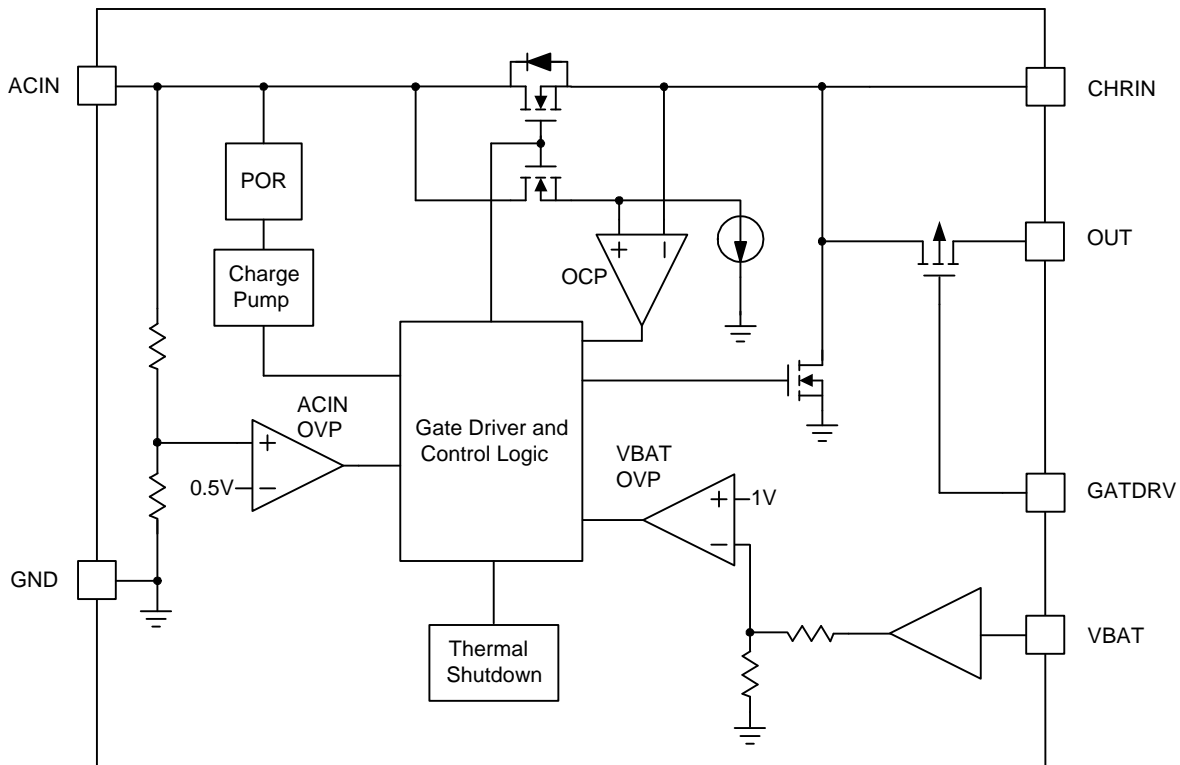 ACIN
CHRIN
POR
OUT
Charge
Pump
+
−
OCP
ACIN
OVP
Gate Driver and
Control Logic
VBAT
OVP
+
0.5V
−
+
1V
−
GATDRV
GND
Thermal
Shutdown
VBAT